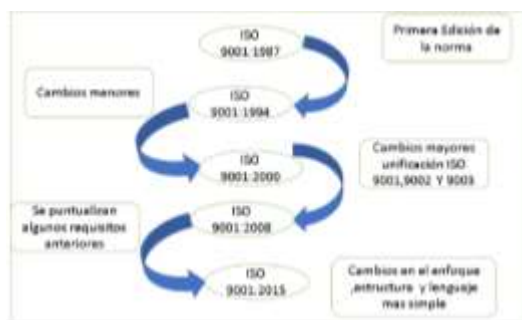 ISO
9001:1987
Primera Edición de
la norma
Cambios menores
ISO
9001:1994
ISO
9001:2000
Cambios mayores
unificación ISO
9001,9002 Y 9003
Se puntualizan
algunos requisitos
anteriores
ISO
9001:2008
ISO
9001:2015
Cambios en el enfoque
,estructura y lenguaje
mas simple